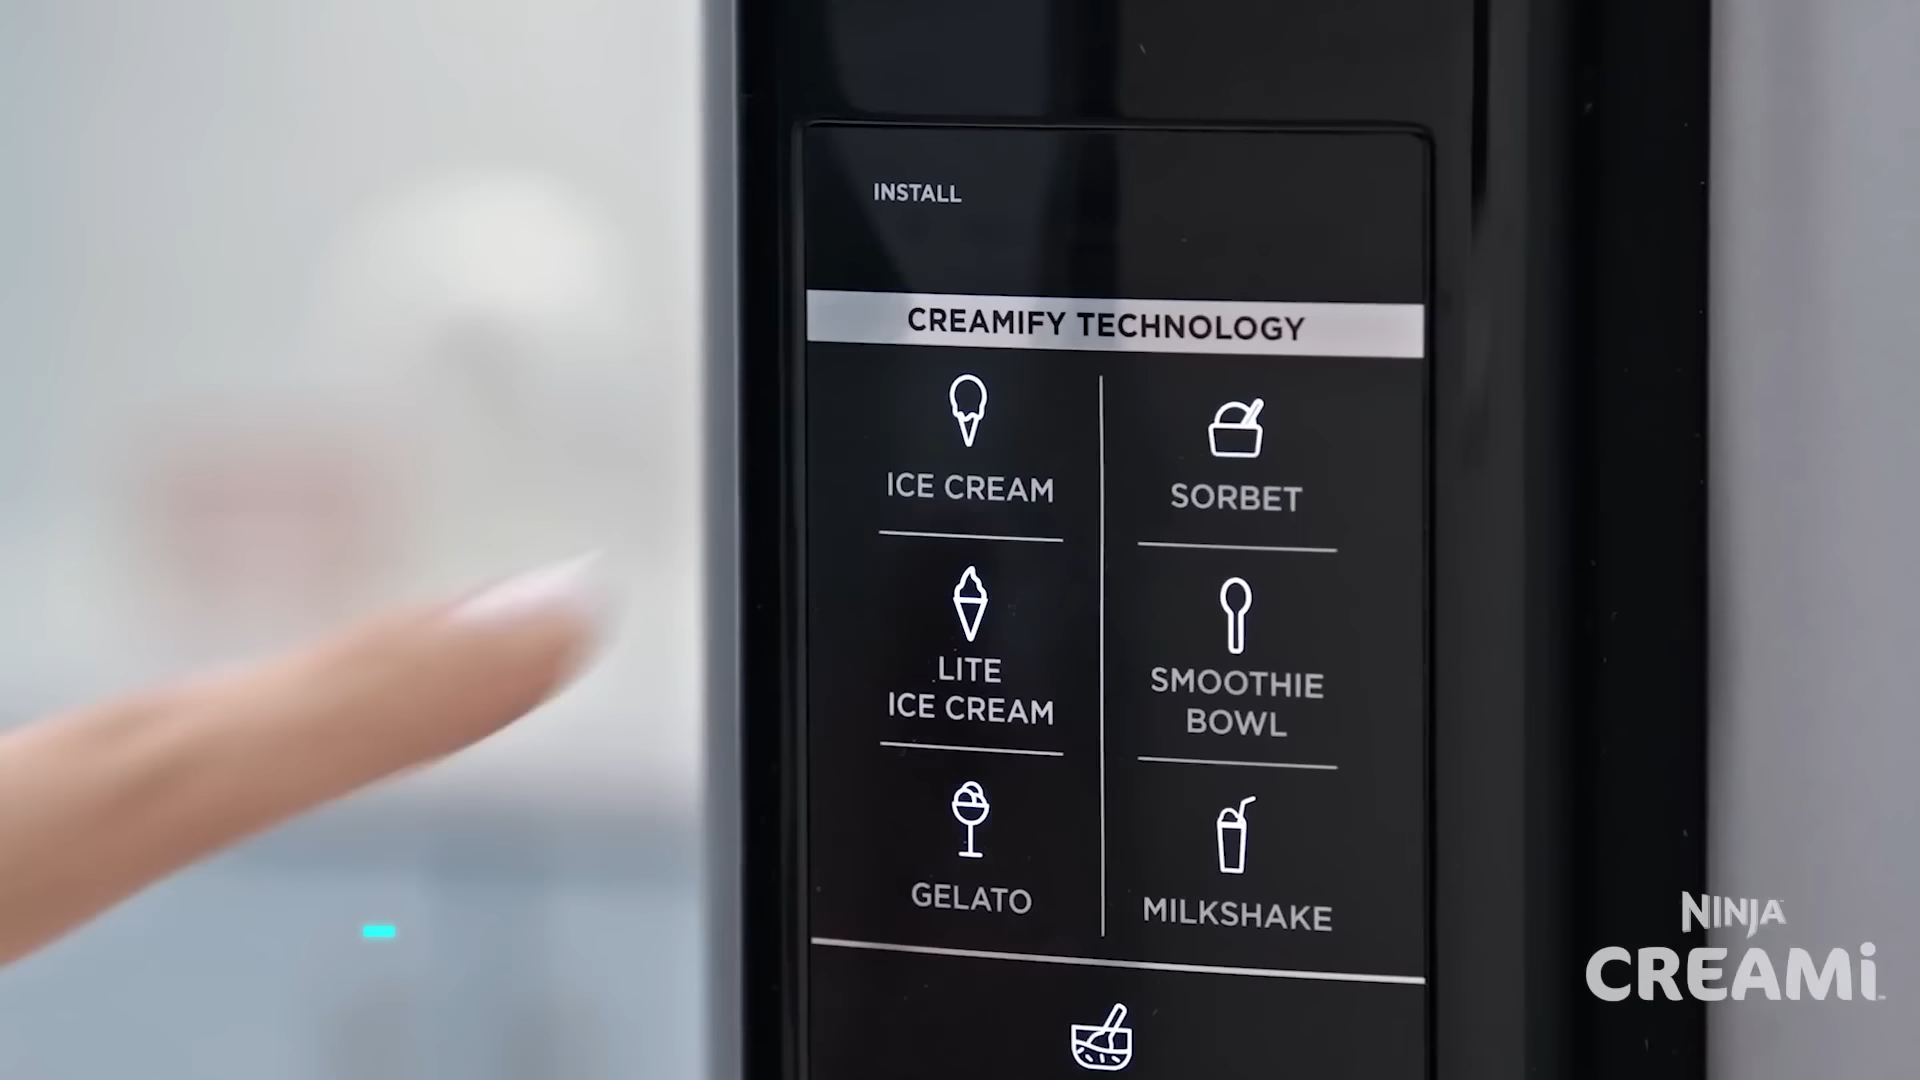 INSTALL
CREAMIFY TECHNOLOGY
ICE CREAM
SORBET
LITE
ICE CREAM
SMOOTHIE
BOWL
GELATO
MILKSHAKE
NINJA
CREAMi